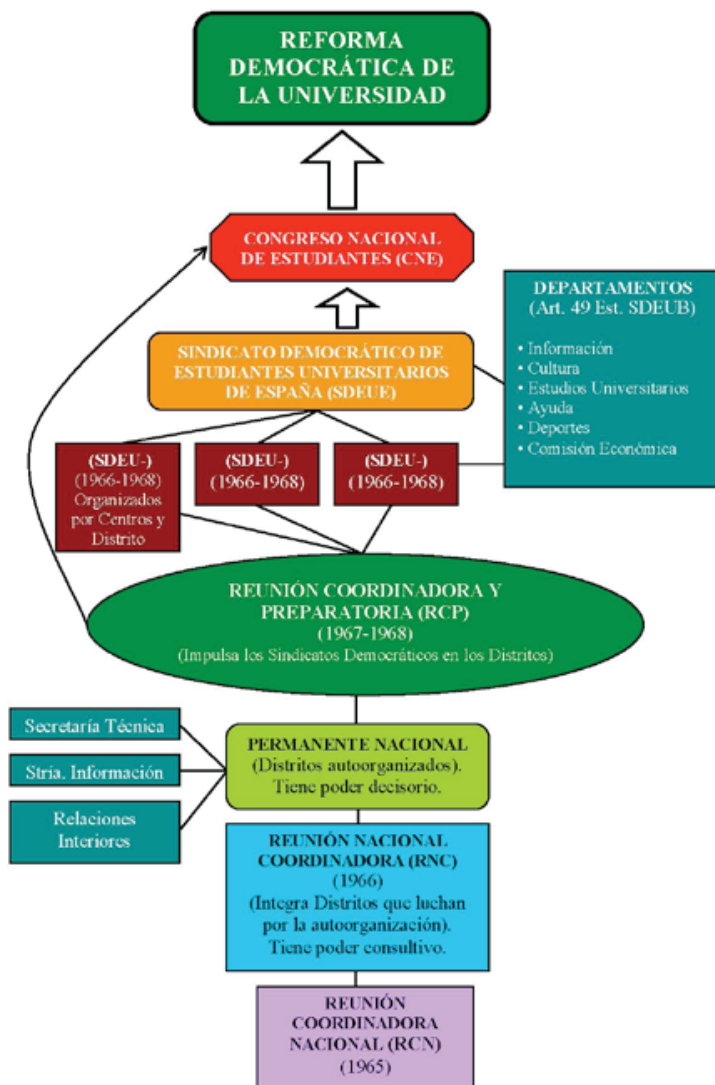 REFORMA
DEMOCRÁTICA DE
LA UNIVERSIDAD
CONGRESO NACIONAL
DE ESTUDIANTES (CNE)
DEPARTAMENTOS
(Art. 49 Est. SDEUB)
• Información
• Cultura
• Estudios Universitarios
• Ayuda
• Deportes
• Comisión Económica
SINDICATO DEMOCRÁTICO DE
ESTUDIANTES UNIVERSITARIOS
DE ESPAÑA (SDEUE)
(SDEU-)
(1966-1968)
Organizados
por Centros y
Distrito
(SDEU-)
(1966-1968)
(SDEU-)
(1966-1968)
REUNIÓN COORDINADORA Y
PREPARATORIA (RCP)
(1967-1968)
(Impulsa los Sindicatos Democráticos en los Distritos)
Secretaría Técnica
Stría. Información
Relaciones
Interiores
PERMANENTE NACIONAL
(Distritos autoorganizados).
Tiene poder decisorio.
REUNIÓN NACIONAL
COORDINADORA (RNC)
(1966)
(Integra Distritos que luchan
por la autoorganización).
Tiene poder consultivo.
REUNIÓN
COORDINADORA
NACIONAL (RCN)
(1965)